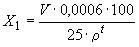 X₁ = V · 0,0006 · 100 / 25 · ρᵗ